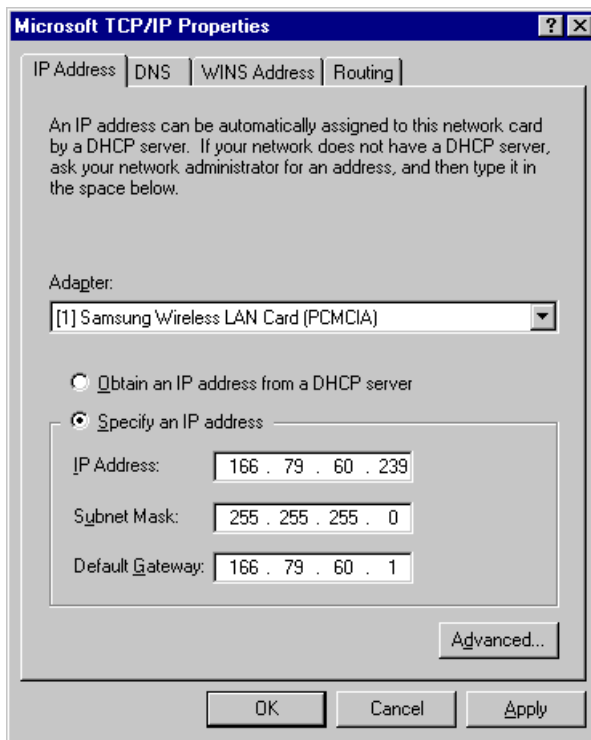 Microsoft TCP/IP Properties
IP Address DNS WINS Address Routing
An IP address can be automatically assigned to this network card
by a DHCP server. If your network does not have a DHCP server,
ask your network administrator for an address, and then type it in
the space below.
Adapter:
[1] Samsung Wireless LAN Card (PCMCIA)
Obtain an IP address from a DHCP server
Specify an IP address
IP Address: 166 . 79 . 60 . 239
Subnet Mask: 255 . 255 . 255 . 0
Default Gateway: 166 . 79 . 60 . 1
Advanced...
OK Cancel Apply